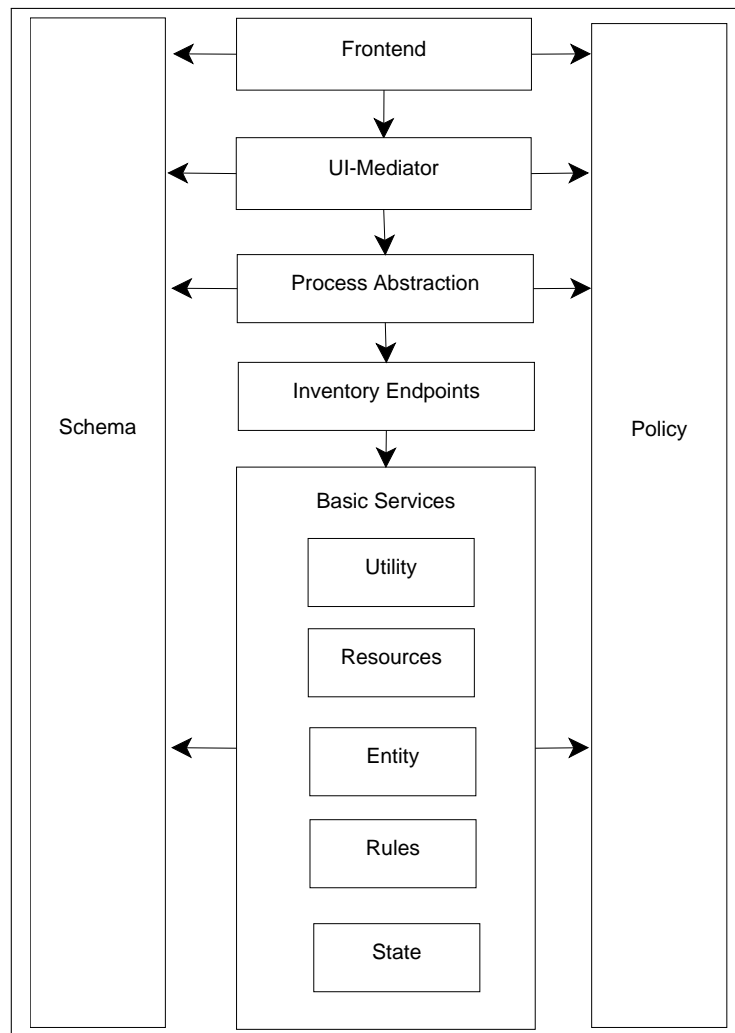 Frontend
UI-Mediator
Process Abstraction
Inventory Endpoints
Schema
Policy
Basic Services
Utility
Resources
Entity
Rules
State